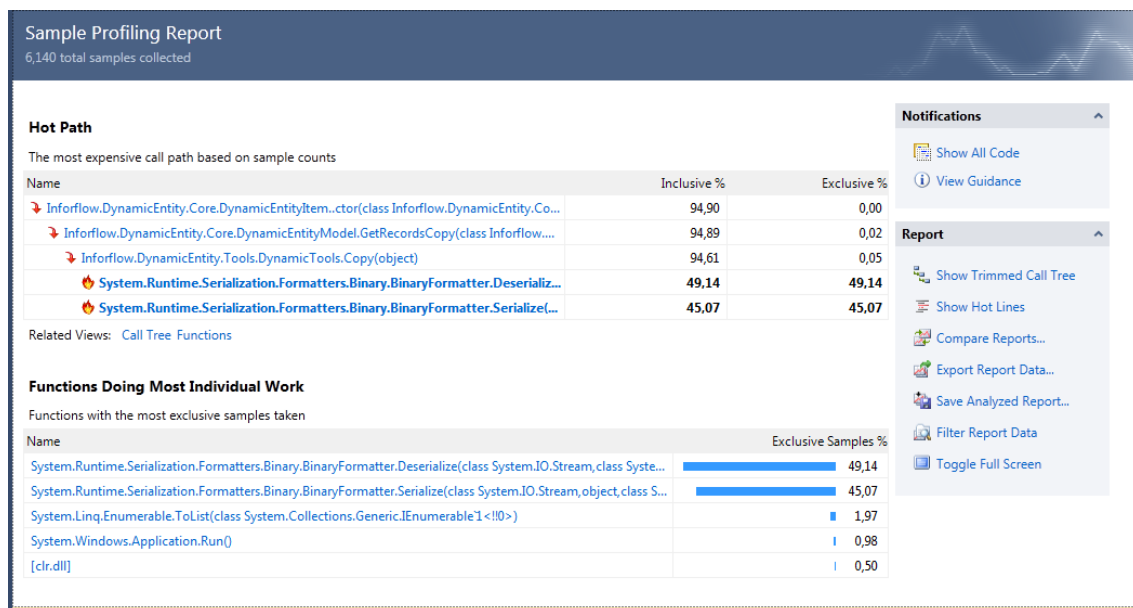 Sample Profiling Report
6,140 total samples collected
Hot Path
The most expensive call path based on sample counts
Name Inclusive % Exclusive %
Inforflow.DynamicEntity.Core.DynamicEntityItem..ctor(class Inforflow.DynamicEntity.Co... 94,90 0,00
Inforflow.DynamicEntity.Core.DynamicEntityModel.GetRecordsCopy(class Inforflow.... 94,89 0,02
Inforflow.DynamicEntity.Tools.DynamicTools.Copy(object) 94,61 0,05
System.Runtime.Serialization.Formatters.Binary.BinaryFormatter.Deserializ... 49,14 49,14
System.Runtime.Serialization.Formatters.Binary.BinaryFormatter.Serialize(... 45,07 45,07
Related Views: Call Tree Functions
Functions Doing Most Individual Work
Functions with the most exclusive samples taken
Name Exclusive Samples %
System.Runtime.Serialization.Formatters.Binary.BinaryFormatter.Deserialize(class System.IO.Stream,class Syste... 49,14
System.Runtime.Serialization.Formatters.Binary.BinaryFormatter.Serialize(class System.IO.Stream,object,class S... 45,07
System.Linq.Enumerable.ToList(class System.Collections.Generic.IEnumerable`1<!!0>) 1,97
System.Windows.Application.Run() 0,98
[clr.dll] 0,50
Notifications
Show All Code
View Guidance
Report
Show Trimmed Call Tree
Show Hot Lines
Compare Reports...
Export Report Data...
Save Analyzed Report...
Filter Report Data
Toggle Full Screen